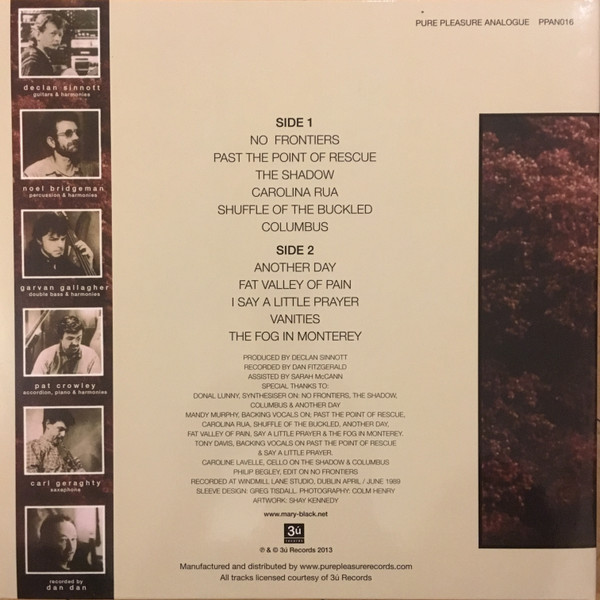 PURE PLEASURE ANALOGUE PPAN016
declan sinnott
guitars & harmonies
noel bridgeman
percussion & harmonies
garvan gallagher
double bass & harmonies
pat crowley
accordion, piano & harmonies
carl geraghty
saxophone
recorded by
dan dan
SIDE 1
NO FRONTIERS
PAST THE POINT OF RESCUE
THE SHADOW
CAROLINA RUA
SHUFFLE OF THE BUCKLED
COLUMBUS
SIDE 2
ANOTHER DAY
FAT VALLEY OF PAIN
I SAY A LITTLE PRAYER
VANITIES
THE FOG IN MONTEREY
PRODUCED BY DECLAN SINNOTT
RECORDED BY DAN FITZGERALD
ASSISTED BY SARAH McCANN
SPECIAL THANKS TO:
DONAL LUNNY, SYNTHESISER ON: NO FRONTIERS, THE SHADOW,
COLUMBUS & ANOTHER DAY
MANDY MURPHY, BACKING VOCALS ON, PAST THE POINT OF RESCUE,
CAROLINA RUA, SHUFFLE OF THE BUCKLED, ANOTHER DAY,
FAT VALLEY OF PAIN, SAY A LITTLE PRAYER & THE FOG IN MONTEREY,
TONY DAVIS, BACKING VOCALS ON PAST THE POINT OF RESCUE
& SAY A LITTLE PRAYER.
CAROLINE LAVELLE, CELLO ON THE SHADOW & COLUMBUS
PHILIP BEGLEY, EDIT ON NO FRONTIERS
RECORDED AT WINDMILL LANE STUDIO, DUBLIN APRIL / JUNE 1989
SLEEVE DESIGN: GREG TISDALL. PHOTOGRAPHY: COLM HENRY
ARTWORK: SHAY KENNEDY
www.mary-black.net
3ú
records
℗ & © 3ú Records 2013
Manufactured and distributed by www.purepleasurerecords.com
All tracks licensed courtesy of 3ú Records